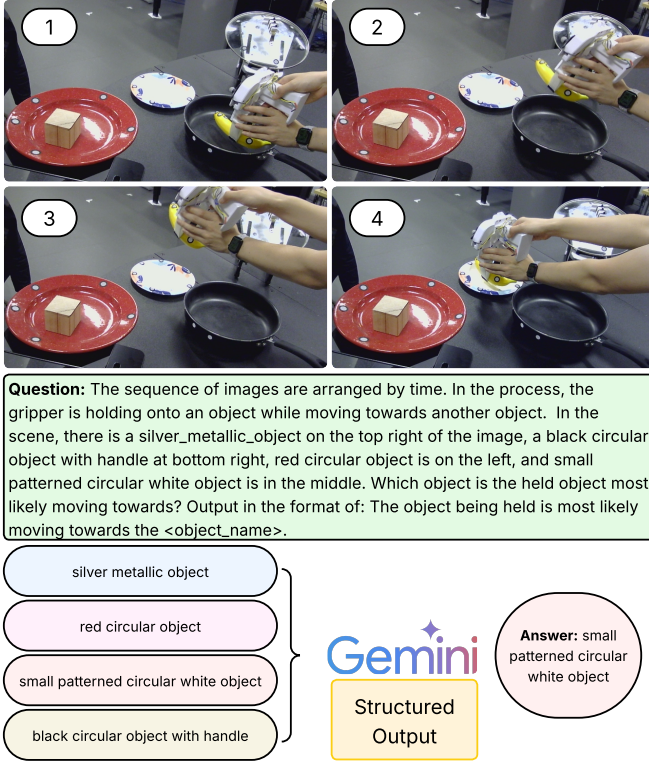 1
2
3
4
Question: The sequence of images are arranged by time. In the process, the
gripper is holding onto an object while moving towards another object. In the
scene, there is a silver_metallic_object on the top right of the image, a black circular
object with handle at bottom right, red circular object is on the left, and small
patterned circular white object is in the middle. Which object is the held object most
likely moving towards? Output in the format of: The object being held is most likely
moving towards the <object_name>.
silver metallic object
red circular object
small patterned circular white object
black circular object with handle
Gemini
Structured
Output
Answer: small
patterned circular
white object